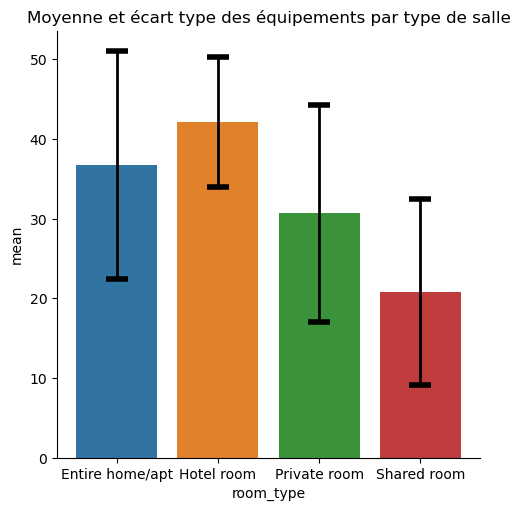 Moyenne et écart type des équipements par type de salle
50
40
30
20
10
0
mean
Entire home/apt Hotel room Private room Shared room
room_type